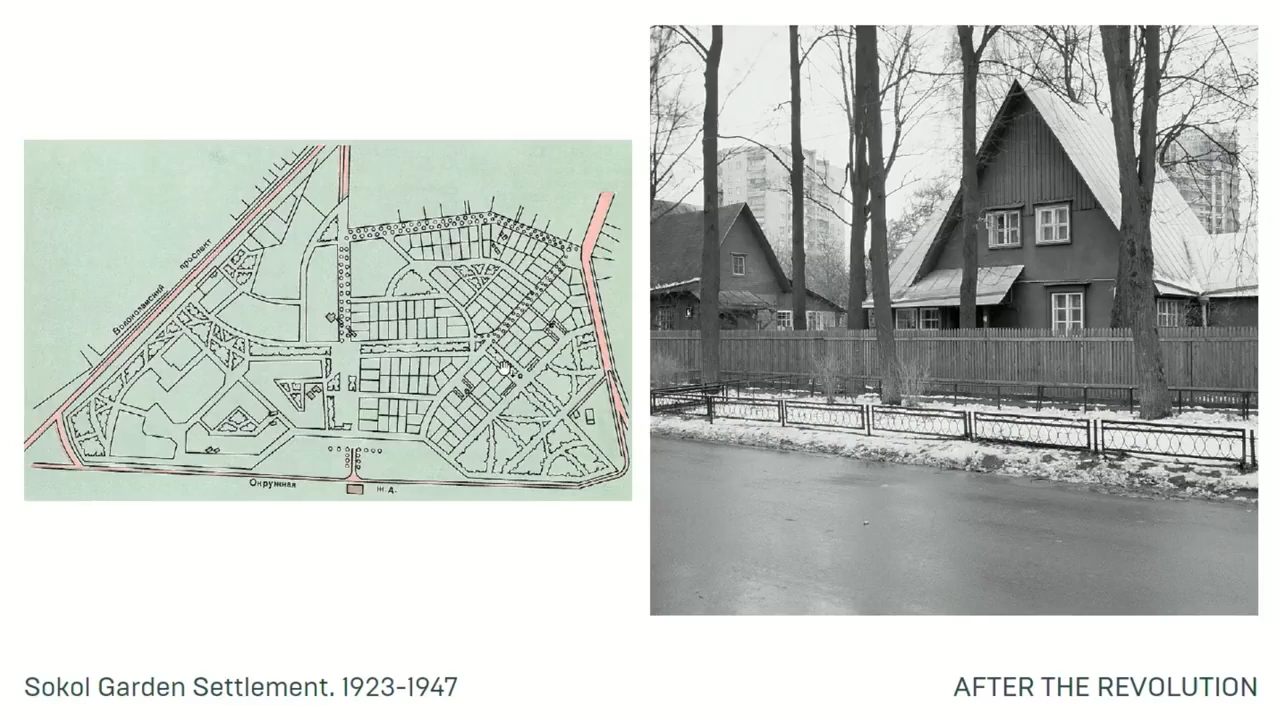 Волоколамский проспект
Окружная ж.д.
Sokol Garden Settlement. 1923-1947
AFTER THE REVOLUTION